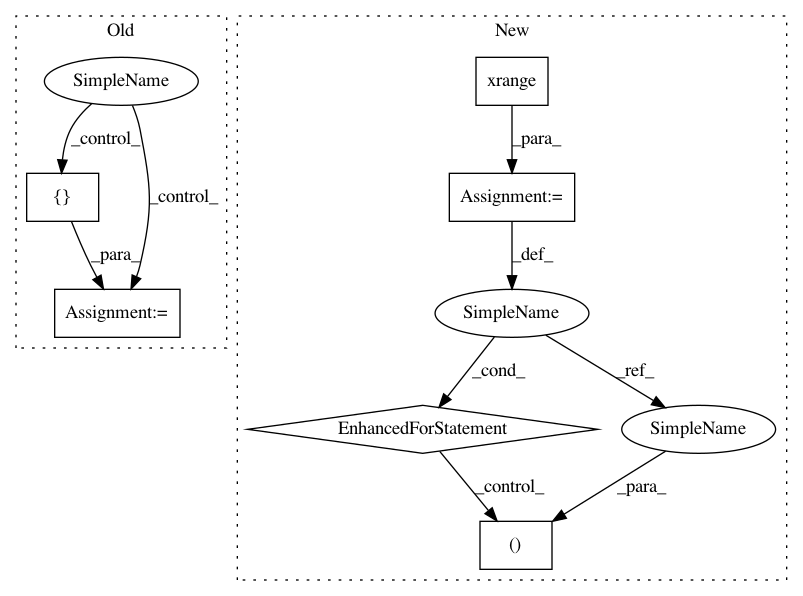 Old
New
SimpleName
xrange
_control_
_control_
_para_
{}
Assignment:=
_para_
_def_
Assignment:=
SimpleName
_cond_
_ref_
EnhancedForStatement
SimpleName
_control_
_para_
()